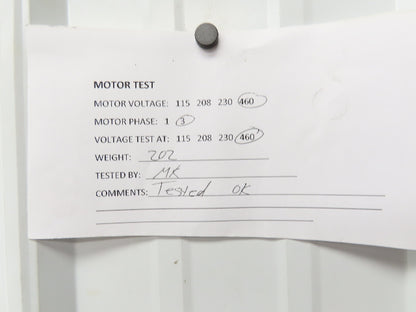 MOTOR TEST
MOTOR VOLTAGE: 115 208 230 460
MOTOR PHASE: 1 3
VOLTAGE TEST AT: 115 208 230 460
WEIGHT: 202
TESTED BY: MK
COMMENTS: Tested OK